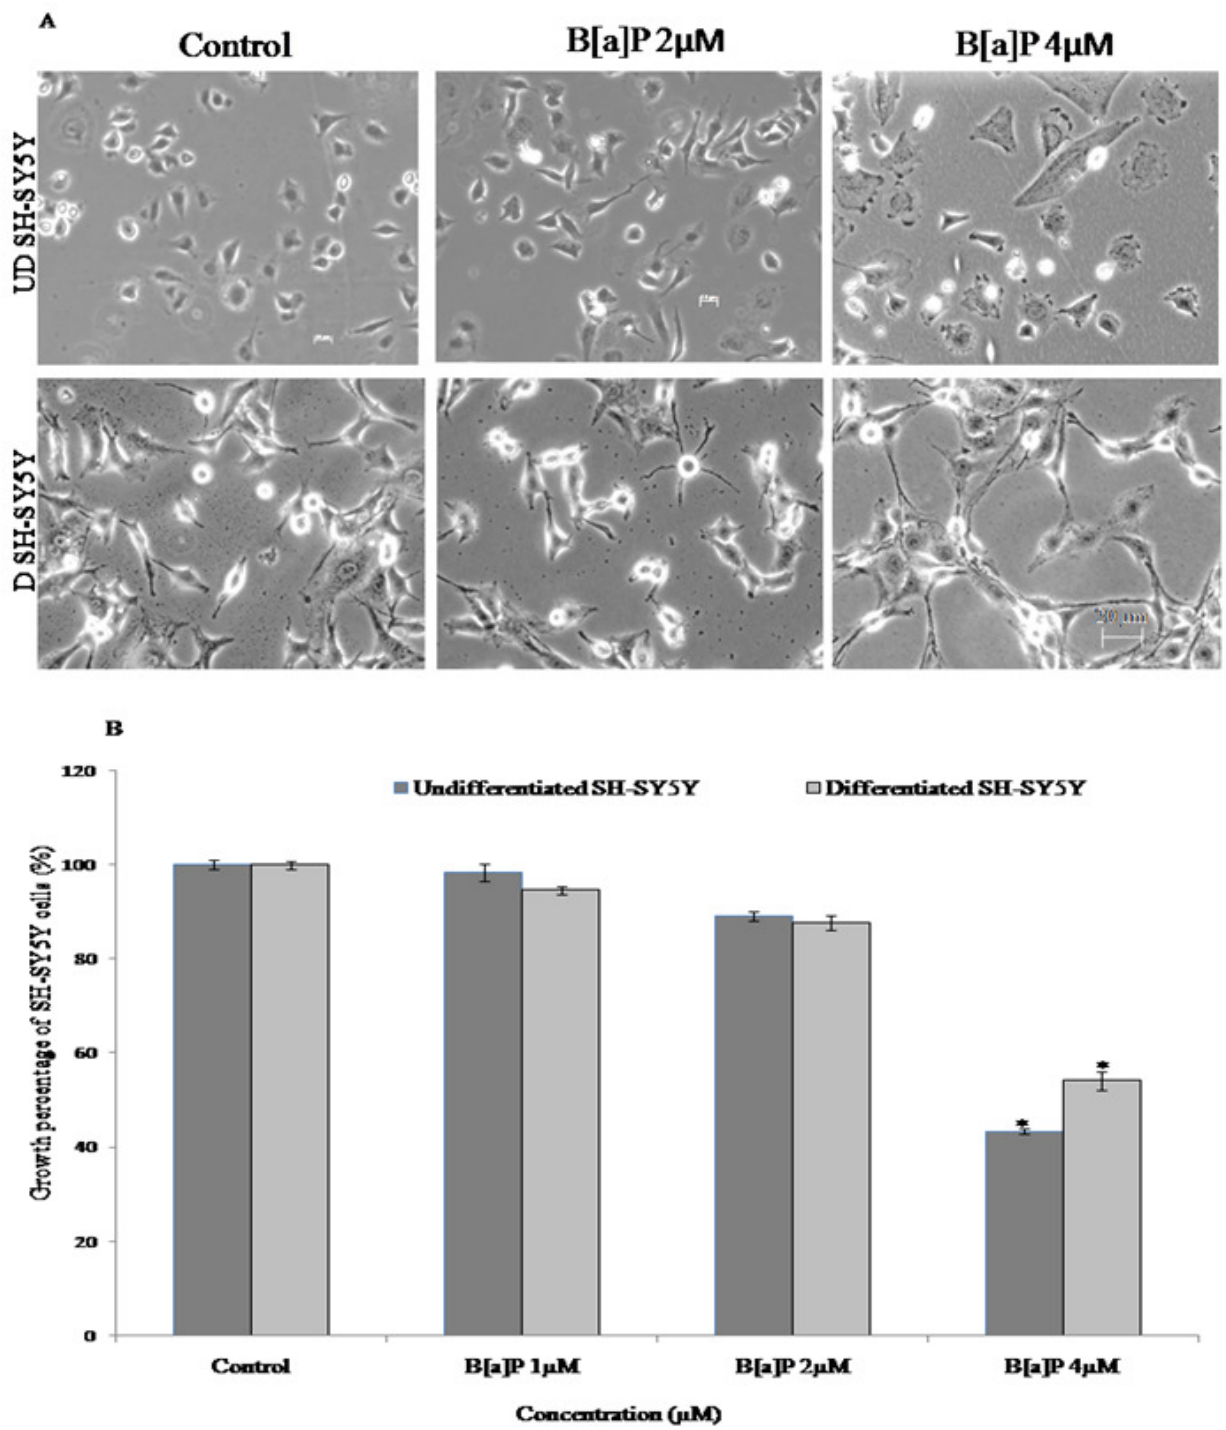 A
Control
B[a]P 2µM
B[a]P 4µM
UD SH-SY5Y
D SH-SY5Y
20 µm
B
Undifferentiated SH-SY5Y
Differentiated SH-SY5Y
Growth percentage of SH-SY5Y cells (%)
120
100
80
60
40
20
0
*
*
Control
B[a]P 1µM
B[a]P 2µM
B[a]P 4µM
Concentration (µM)